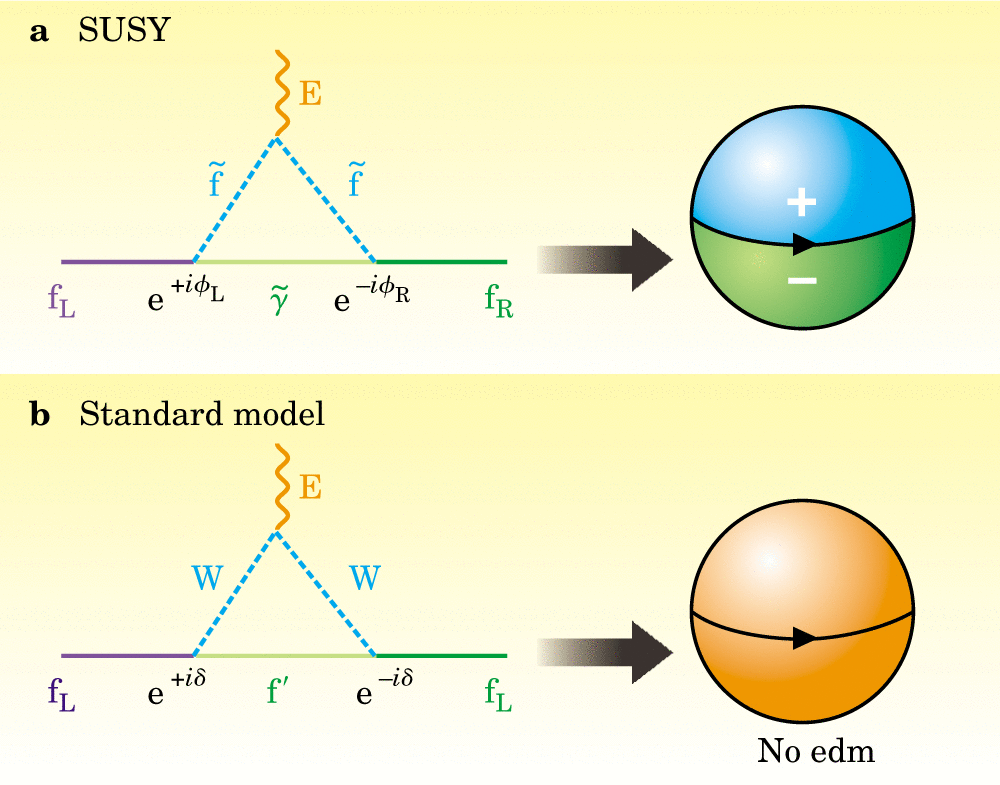 a SUSY
E
f̃ f̃
+
−
f_L e^{+iϕ_L} γ̃ e^{−iϕ_R} f_R
b Standard model
E
W W
f_L e^{+iδ} f′ e^{−iδ} f_L
No edm